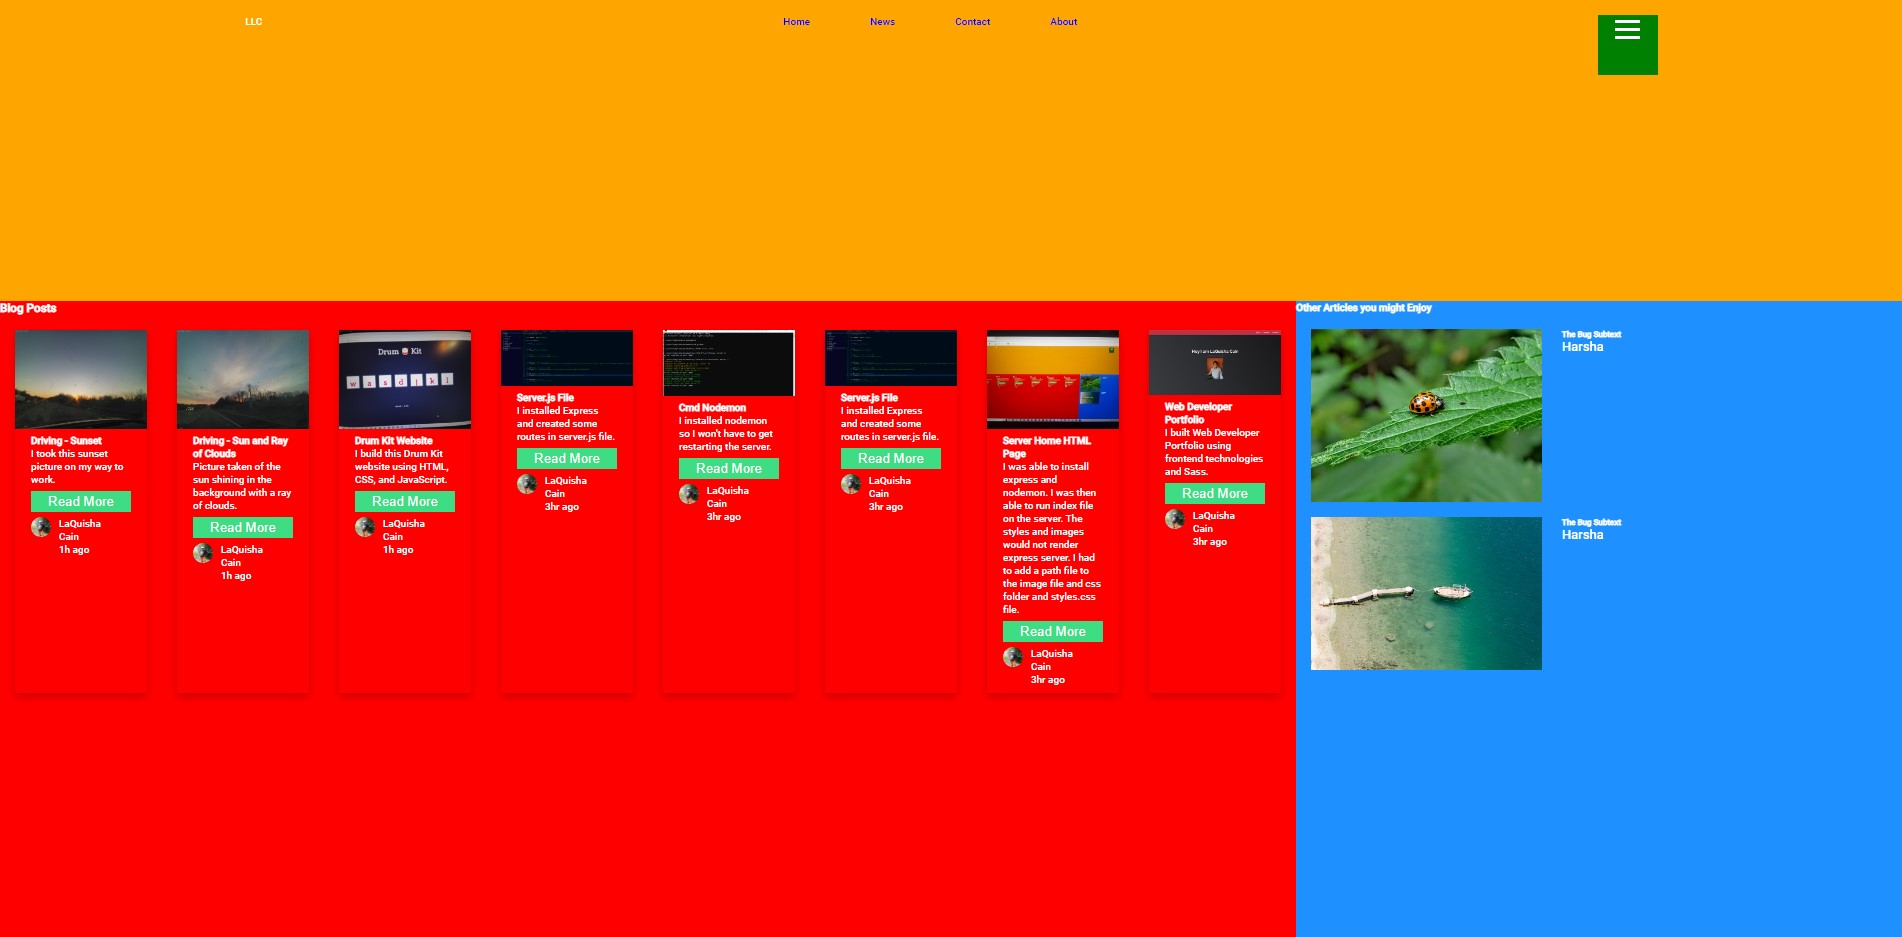 LLC
Home
News
Contact
About
Blog Posts
Driving - Sunset
I took this sunset
picture on my way to
work.
Read More
LaQuisha
Cain
1h ago
Driving - Sun and Ray
of Clouds
Picture taken of the
sun shining in the
background with a ray
of clouds.
Read More
LaQuisha
Cain
1h ago
Drum Kit
w a s d j k l
Drum Kit Website
I build this Drum Kit
website using HTML,
CSS, and JavaScript.
Read More
LaQuisha
Cain
1h ago
Server.js File
I installed Express
and created some
routes in server.js file.
Read More
LaQuisha
Cain
3hr ago
Cmd Nodemon
I installed nodemon
so I won't have to get
restarting the server.
Read More
LaQuisha
Cain
3hr ago
Server.js File
I installed Express
and created some
routes in server.js file.
Read More
LaQuisha
Cain
3hr ago
Server Home HTML
Page
I was able to install
express and
nodemon. I was then
able to run index file
on the server. The
styles and images
would not render
express server. I had
to add a path file to
the image file and css
folder and styles.css
file.
Read More
LaQuisha
Cain
3hr ago
Hey! I am LaQuisha Cain
Web Developer
Portfolio
I built Web Developer
Portfolio using
frontend technologies
and Sass.
Read More
LaQuisha
Cain
3hr ago
Other Articles you might Enjoy
The Bug Subtext
Harsha
The Bug Subtext
Harsha